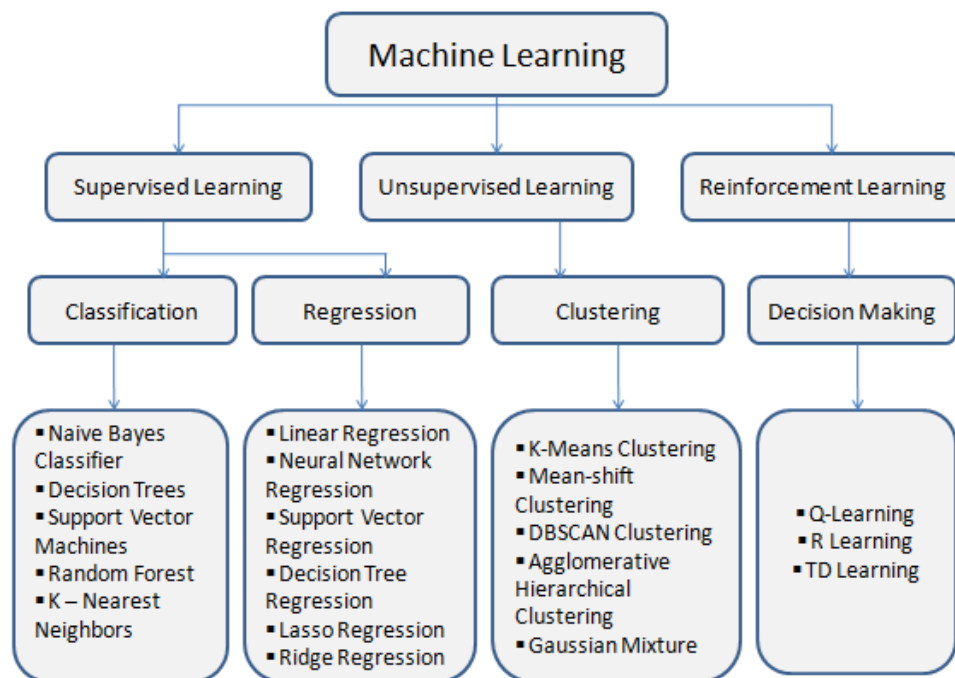 Machine Learning
Supervised Learning
Unsupervised Learning
Reinforcement Learning
Classification
Regression
Clustering
Decision Making
▪ Naive Bayes
Classifier
▪ Decision Trees
▪ Support Vector
Machines
▪ Random Forest
▪ K – Nearest
Neighbors
▪ Linear Regression
▪ Neural Network
Regression
▪ Support Vector
Regression
▪ Decision Tree
Regression
▪ Lasso Regression
▪ Ridge Regression
▪ K-Means Clustering
▪ Mean-shift
Clustering
▪ DBSCAN Clustering
▪ Agglomerative
Hierarchical
Clustering
▪ Gaussian Mixture
▪ Q-Learning
▪ R Learning
▪ TD Learning